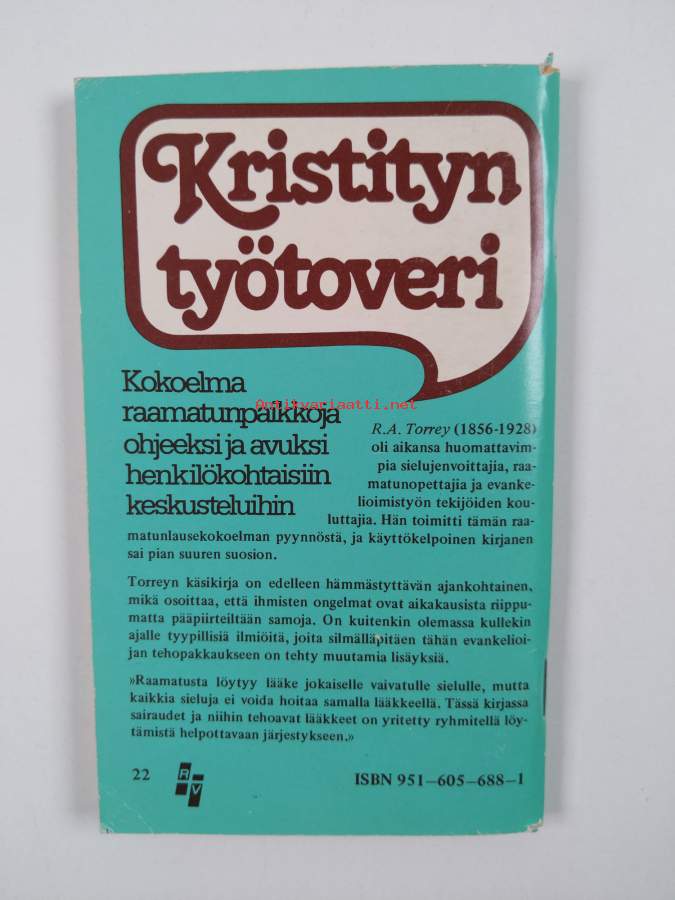 Kristityn
työtoveri
Kokoelma
raamatunpaikkoja
ohjeeksi ja avuksi
henkilökohtaisiin
keskusteluihin
Antikvariaatti.net
R.A. Torrey (1856-1928)
oli aikansa huomattavim-
pia sielujenvoittajia, raa-
matunopettajia ja evanke-
lioimistyön tekijöiden kou-
luttajia. Hän toimitti tämän raa-
matunlausekokoelman pyynnöstä, ja käyttökelpoinen kirjanen
sai pian suuren suosion.
Torreyn käsikirja on edelleen hämmästyttävän ajankohtainen,
mikä osoittaa, että ihmisten ongelmat ovat aikakausista riippu-
matta pääpiirteiltään samoja. On kuitenkin olemassa kullekin
ajalle tyypillisiä ilmiöitä, joita silmälläpitäen tähän evankelioi-
jan tehopakkaukseen on tehty muutamia lisäyksiä.
»Raamatusta löytyy lääke jokaiselle vaivatulle sielulle, mutta
kaikkia sieluja ei voida hoitaa samalla lääkkeellä. Tässä kirjassa
sairaudet ja niihin tehoavat lääkkeet on yritetty ryhmitellä löy-
tämistä helpottavaan järjestykseen.»
22
RV
ISBN 951-605-688-1